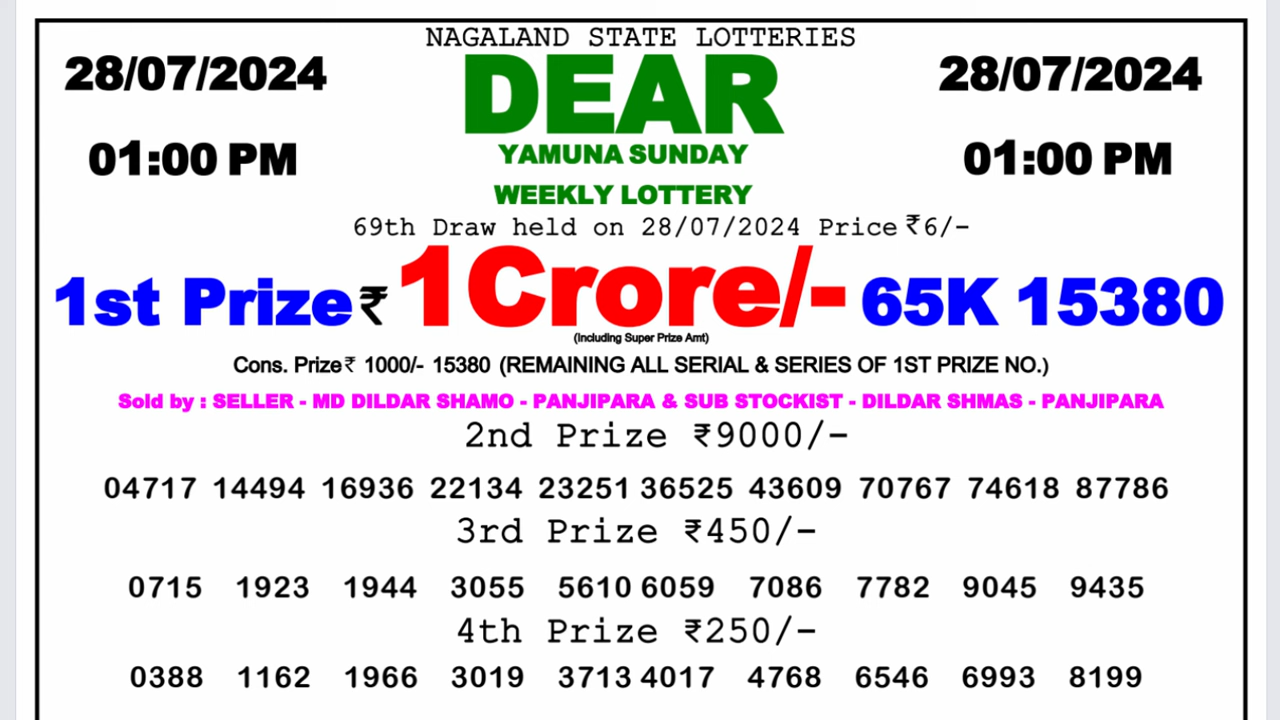 NAGALAND STATE LOTTERIES
28/07/2024 DEAR 28/07/2024
01:00 PM YAMUNA SUNDAY 01:00 PM
WEEKLY LOTTERY
69th Draw held on 28/07/2024 Price ₹6/-
1st Prize ₹ 1Crore/- 65K 15380
(Including Super Prize Amt)
Cons. Prize ₹ 1000/- 15380 (REMAINING ALL SERIAL & SERIES OF 1ST PRIZE NO.)
Sold by : SELLER - MD DILDAR SHAMO - PANJIPARA & SUB STOCKIST - DILDAR SHMAS - PANJIPARA
2nd Prize ₹9000/-
04717 14494 16936 22134 23251 36525 43609 70767 74618 87786
3rd Prize ₹450/-
0715 1923 1944 3055 5610 6059 7086 7782 9045 9435
4th Prize ₹250/-
0388 1162 1966 3019 3713 4017 4768 6546 6993 8199